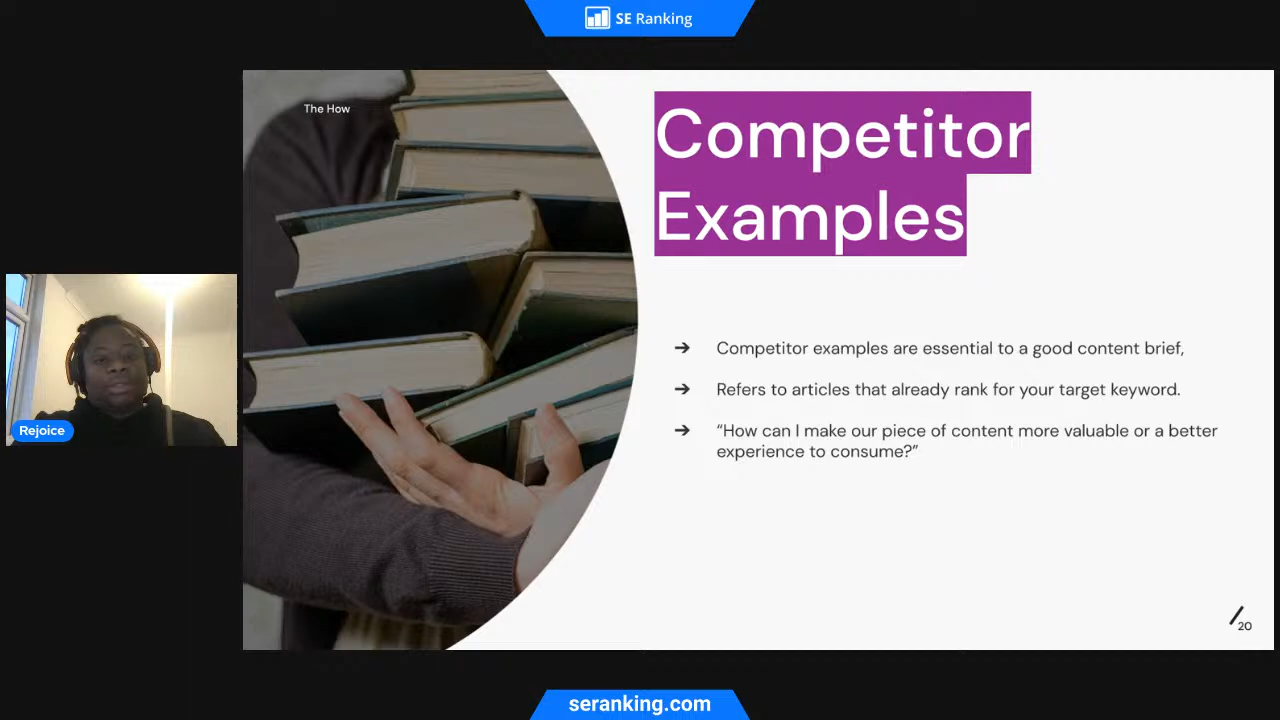 SE Ranking
The How
Competitor
Examples
➔ Competitor examples are essential to a good content brief,
➔ Refers to articles that already rank for your target keyword.
➔ “How can I make our piece of content more valuable or a better
experience to consume?”
Rejoice
20
seranking.com